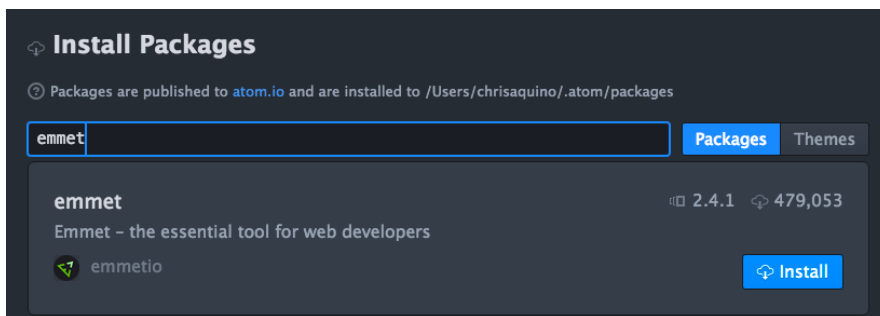 Install Packages
Packages are published to atom.io and are installed to /Users/chrisaquino/.atom/packages
emmet
Packages Themes
emmet 2.4.1 479,053
Emmet – the essential tool for web developers
emmetio
Install